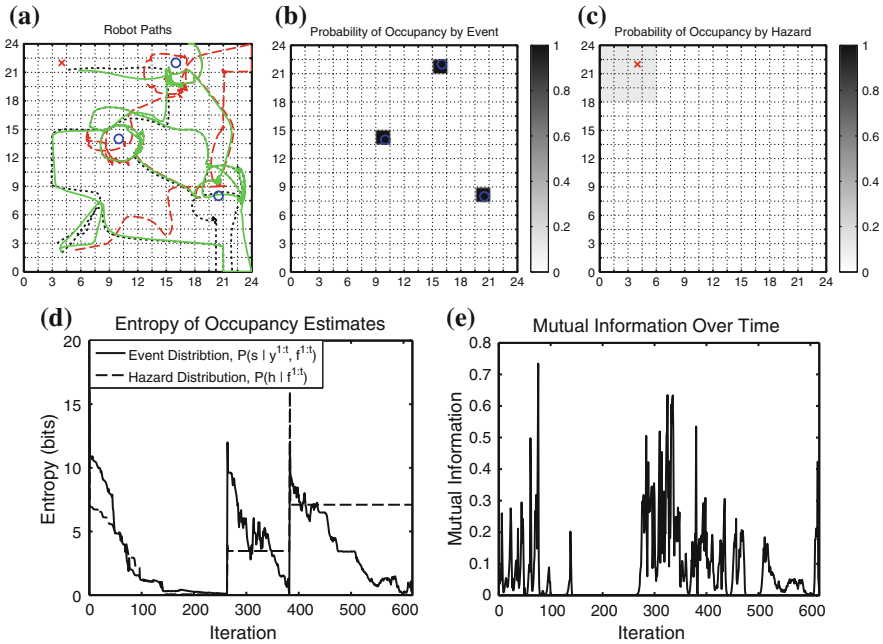 (a)
Robot Paths
24
21
18
15
12
9
6
3
0
0 3 6 9 12 15 18 21 24
(b)
Probability of Occupancy by Event
24
21
18
15
12
9
6
3
0
0 3 6 9 12 15 18 21 24
1
0.8
0.6
0.4
0.2
0
(c)
Probability of Occupancy by Hazard
24
21
18
15
12
9
6
3
0
0 3 6 9 12 15 18 21 24
1
0.8
0.6
0.4
0.2
0
(d)
Entropy of Occupancy Estimates
Event Distribtion, P(s | y1:t, f1:t)
Hazard Distribution, P(h | f1:t)
20
15
10
5
0
Entropy (bits)
0 100 200 300 400 500 600
Iteration
(e)
Mutual Information Over Time
0.8
0.7
0.6
0.5
0.4
0.3
0.2
0.1
0
Mutual Information
0 100 200 300 400 500 600
Iteration